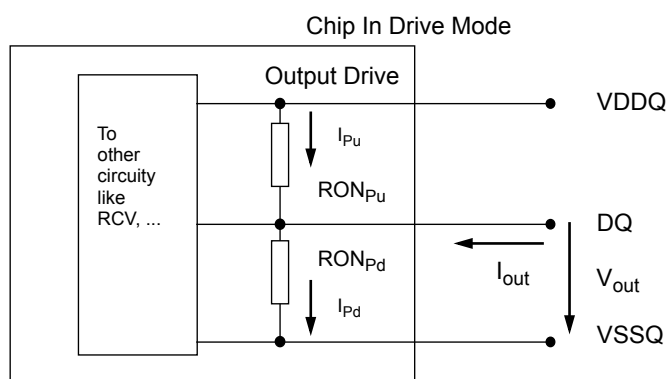 Chip In Drive Mode
Output Drive
VDDQ
To
other
circuity
like
RCV, ...
IPu
RONPu
DQ
RONPd
Iout
Vout
IPd
VSSQ